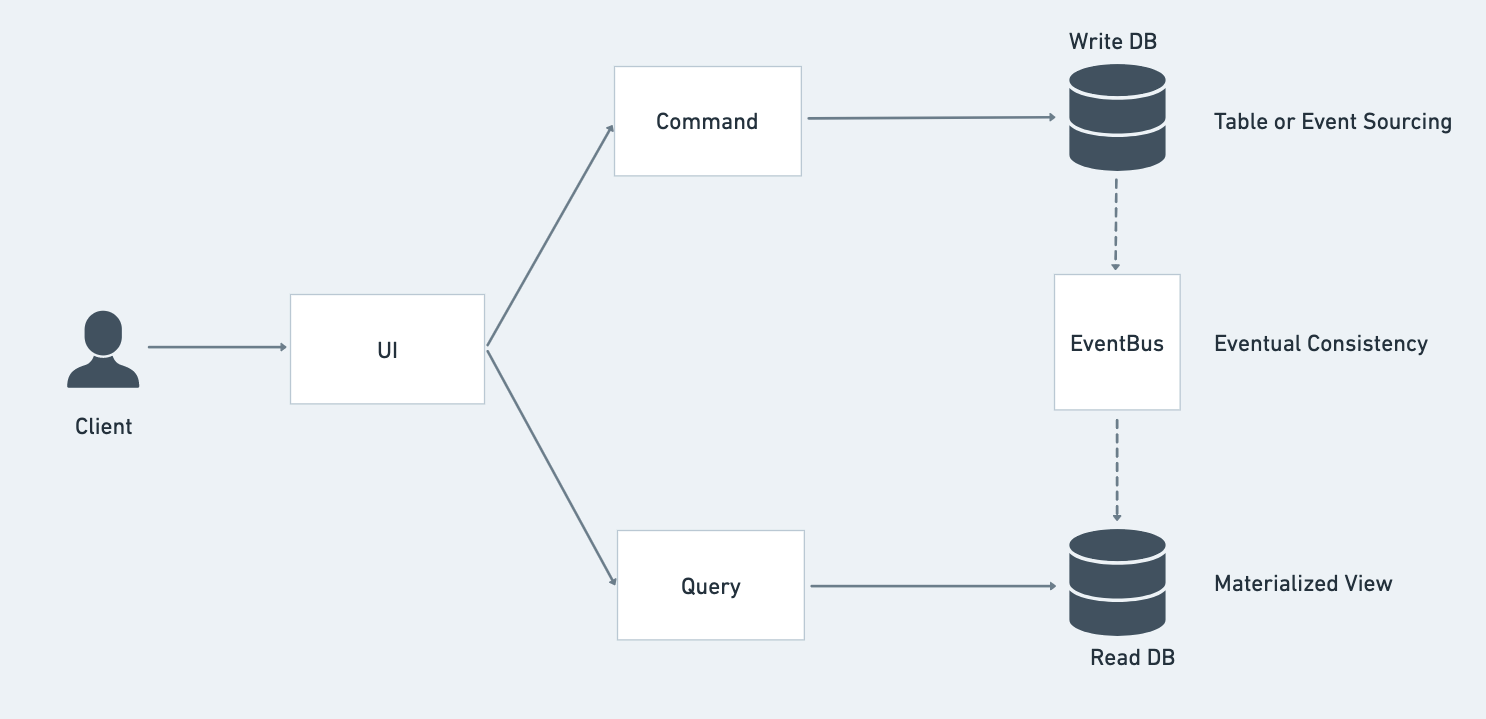 Write DB
Command
Table or Event Sourcing
UI
EventBus
Eventual Consistency
Client
Query
Materialized View
Read DB